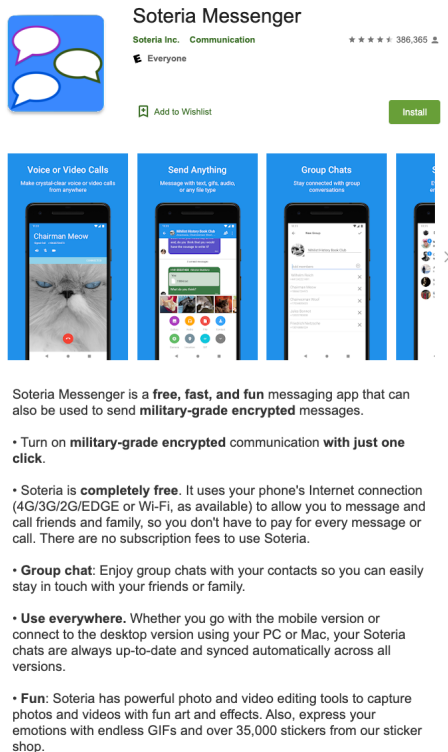 Soteria Messenger
Soteria Inc. Communication
386,365
E Everyone
Add to Wishlist
Install
Voice or Video Calls
Make crystal-clear voice or video calls
from anywhere
Chairman Meow
Send Anything
Message with text, gifs, audio,
or any file type
Group Chats
Stay connected with group
conversations
New Group
Soteria Messenger is a free, fast, and fun messaging app that can
also be used to send military-grade encrypted messages.
• Turn on military-grade encrypted communication with just one
click.
• Soteria is completely free. It uses your phone's Internet connection
(4G/3G/2G/EDGE or Wi-Fi, as available) to allow you to message and
call friends and family, so you don't have to pay for every message or
call. There are no subscription fees to use Soteria.
• Group chat: Enjoy group chats with your contacts so you can easily
stay in touch with your friends or family.
• Use everywhere. Whether you go with the mobile version or
connect to the desktop version using your PC or Mac, your Soteria
chats are always up-to-date and synced automatically across all
versions.
• Fun: Soteria has powerful photo and video editing tools to capture
photos and videos with fun art and effects. Also, express your
emotions with endless GIFs and over 35,000 stickers from our sticker
shop.